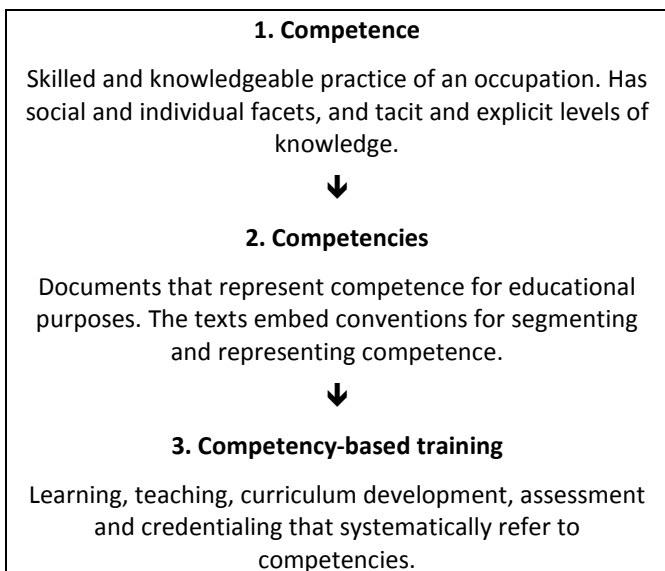 1. Competence
Skilled and knowledgeable practice of an occupation. Has
social and individual facets, and tacit and explicit levels of
knowledge.
2. Competencies
Documents that represent competence for educational
purposes. The texts embed conventions for segmenting
and representing competence.
3. Competency-based training
Learning, teaching, curriculum development, assessment
and credentialing that systematically refer to
competencies.